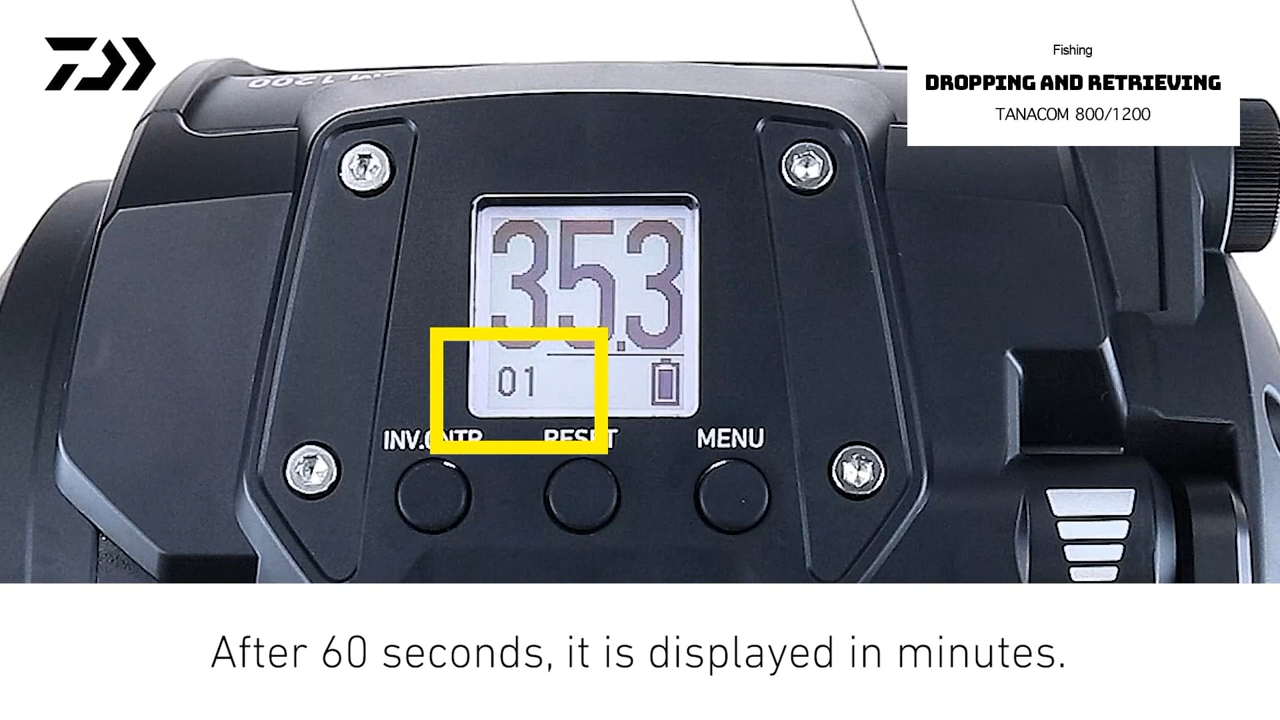 Fishing
DROPPING AND RETRIEVING
TANACOM 800/1200
1200
35.3
01
INV.CNTR
RESET
MENU
After 60 seconds, it is displayed in minutes.